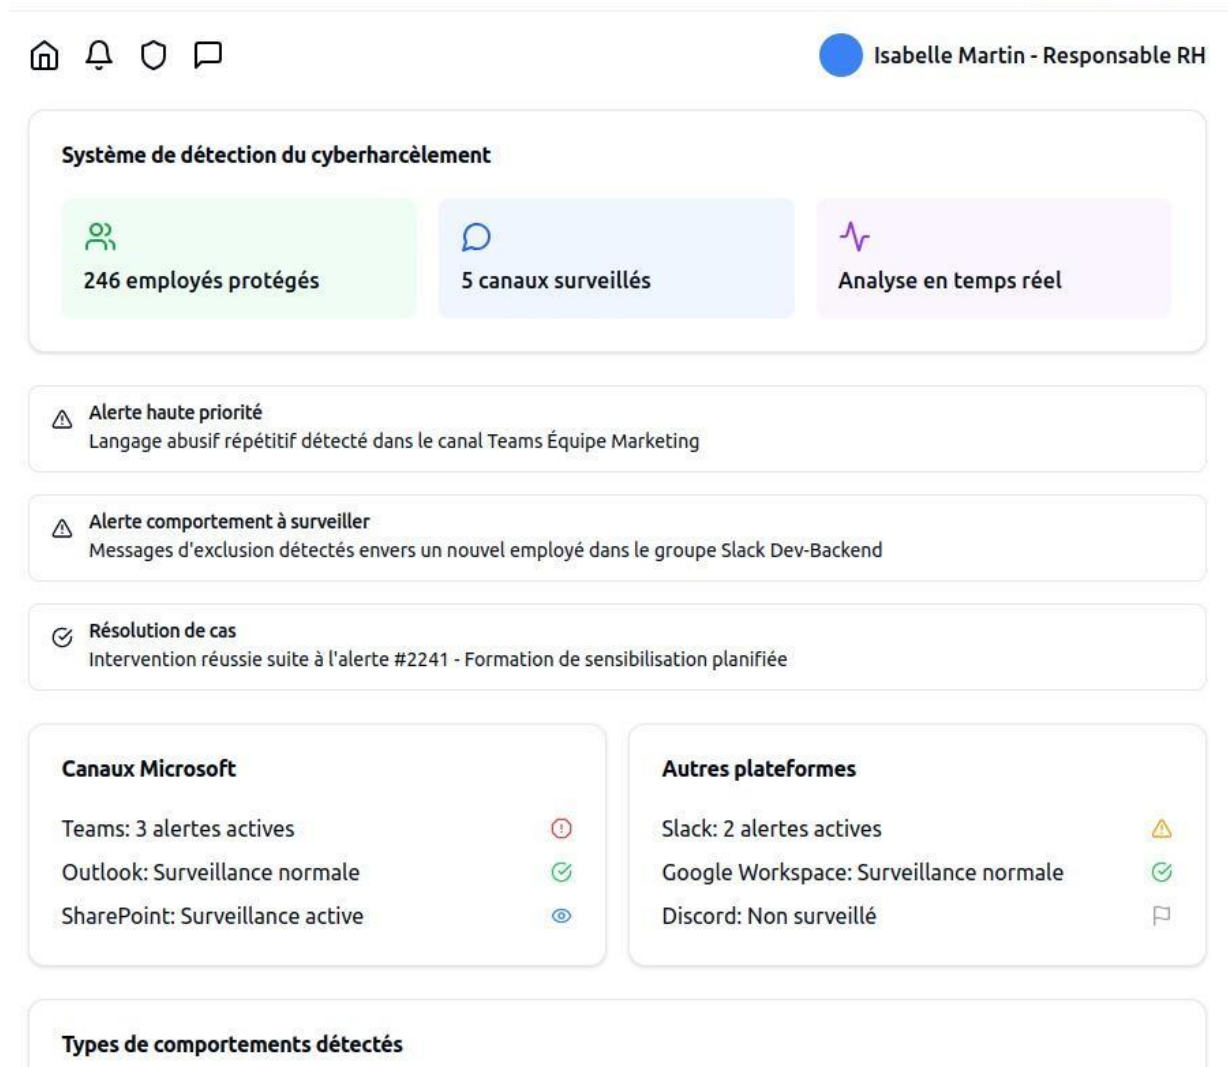 Isabelle Martin - Responsable RH
Système de détection du cyberharcèlement
246 employés protégés
5 canaux surveillés
Analyse en temps réel
Alerte haute priorité
Langage abusif répétitif détecté dans le canal Teams Équipe Marketing
Alerte comportement à surveiller
Messages d'exclusion détectés envers un nouvel employé dans le groupe Slack Dev-Backend
Résolution de cas
Intervention réussie suite à l'alerte #2241 - Formation de sensibilisation planifiée
Canaux Microsoft
Teams: 3 alertes actives
Outlook: Surveillance normale
SharePoint: Surveillance active
Autres plateformes
Slack: 2 alertes actives
Google Workspace: Surveillance normale
Discord: Non surveillé
Types de comportements détectés